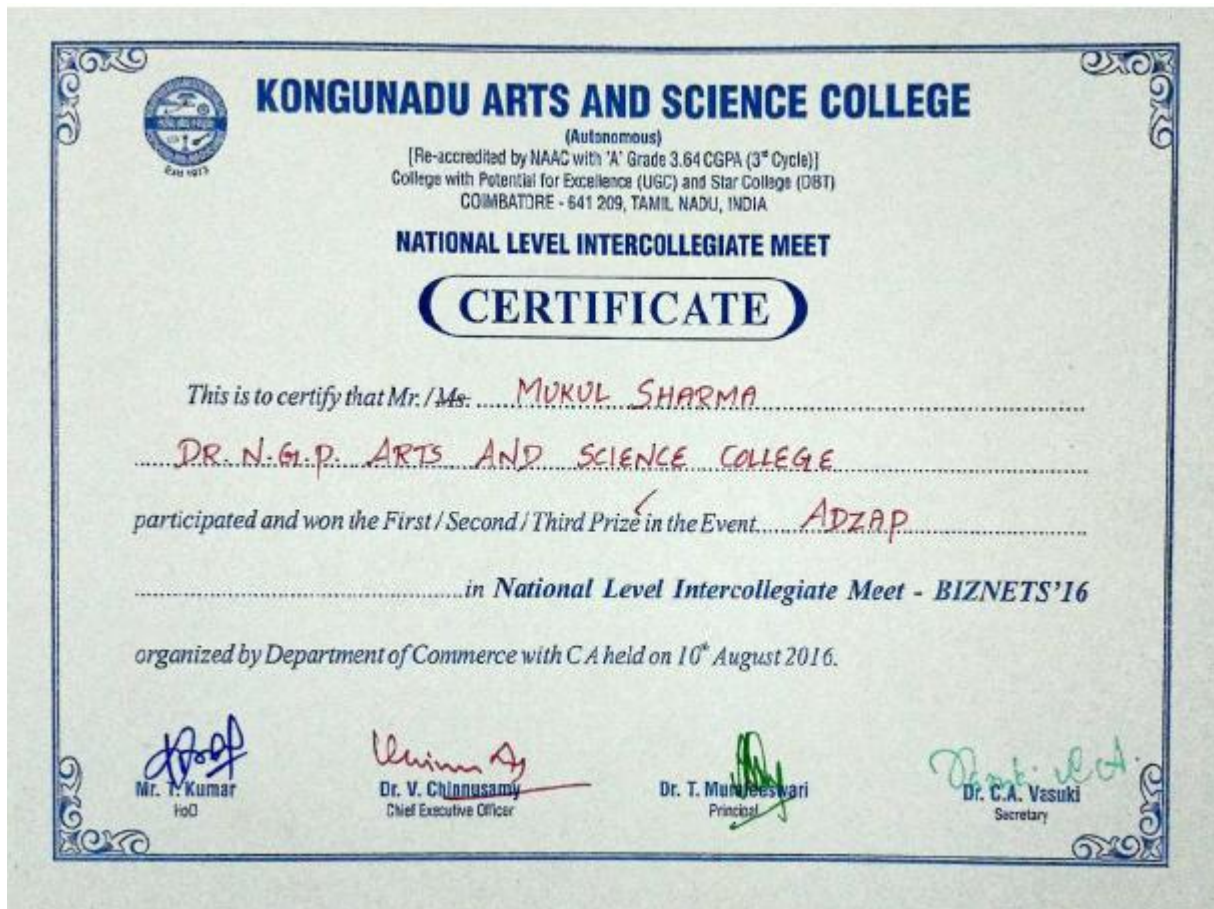 KONGUNADU ARTS AND SCIENCE COLLEGE
(Autonomous)
[Re-accredited by NAAC with 'A' Grade 3.64 CGPA (3rd Cycle)]
College with Potential for Excellence (UGC) and Star College (DBT)
COIMBATORE - 641 209, TAMIL NADU, INDIA
Estd 1973
NATIONAL LEVEL INTERCOLLEGIATE MEET
CERTIFICATE
This is to certify that Mr. / Ms. MUKUL SHARMA
DR. N.G.P. ARTS AND SCIENCE COLLEGE
participated and won the First / Second / Third Prize in the Event ADZAP
in National Level Intercollegiate Meet - BIZNETS'16
organized by Department of Commerce with CA held on 10th August 2016.
Mr. T. Kumar Dr. V. Chinnusamy Dr. T. Dr. C.A. Vasuki
HoD Chief Executive Officer Principal Secretary